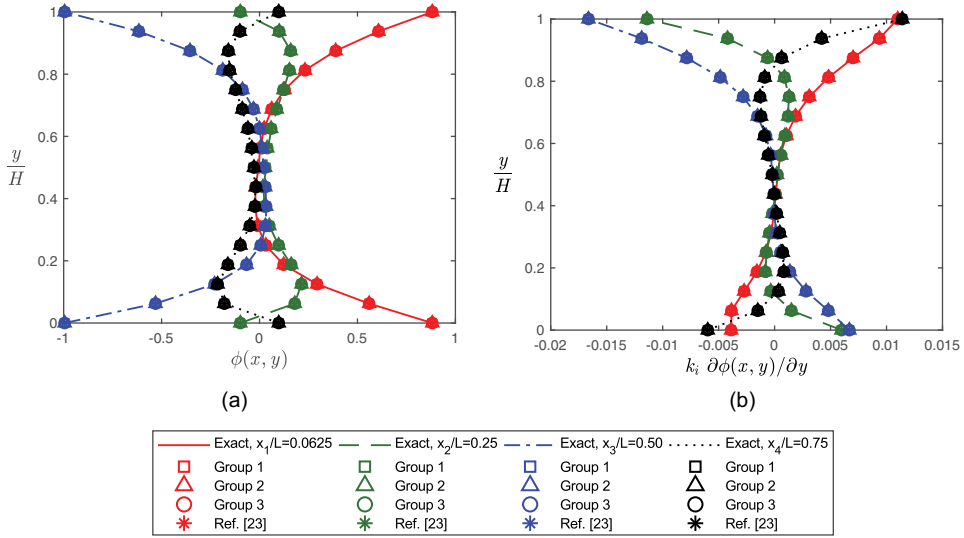 1
0.8
0.6
0.4
0.2
0
y
H
-1
-0.5
0
0.5
1
ϕ(x, y)
(a)
1
0.8
0.6
0.4
0.2
0
y
H
-0.02
-0.015
-0.01
-0.005
0
0.005
0.01
0.015
k_i ∂ϕ(x, y)/∂y
(b)
Exact, x₁/L=0.0625
Exact, x₂/L=0.25
Exact, x₃/L=0.50
Exact, x₄/L=0.75
Group 1
Group 1
Group 1
Group 1
Group 2
Group 2
Group 2
Group 2
Group 3
Group 3
Group 3
Group 3
Ref. [23]
Ref. [23]
Ref. [23]
Ref. [23]